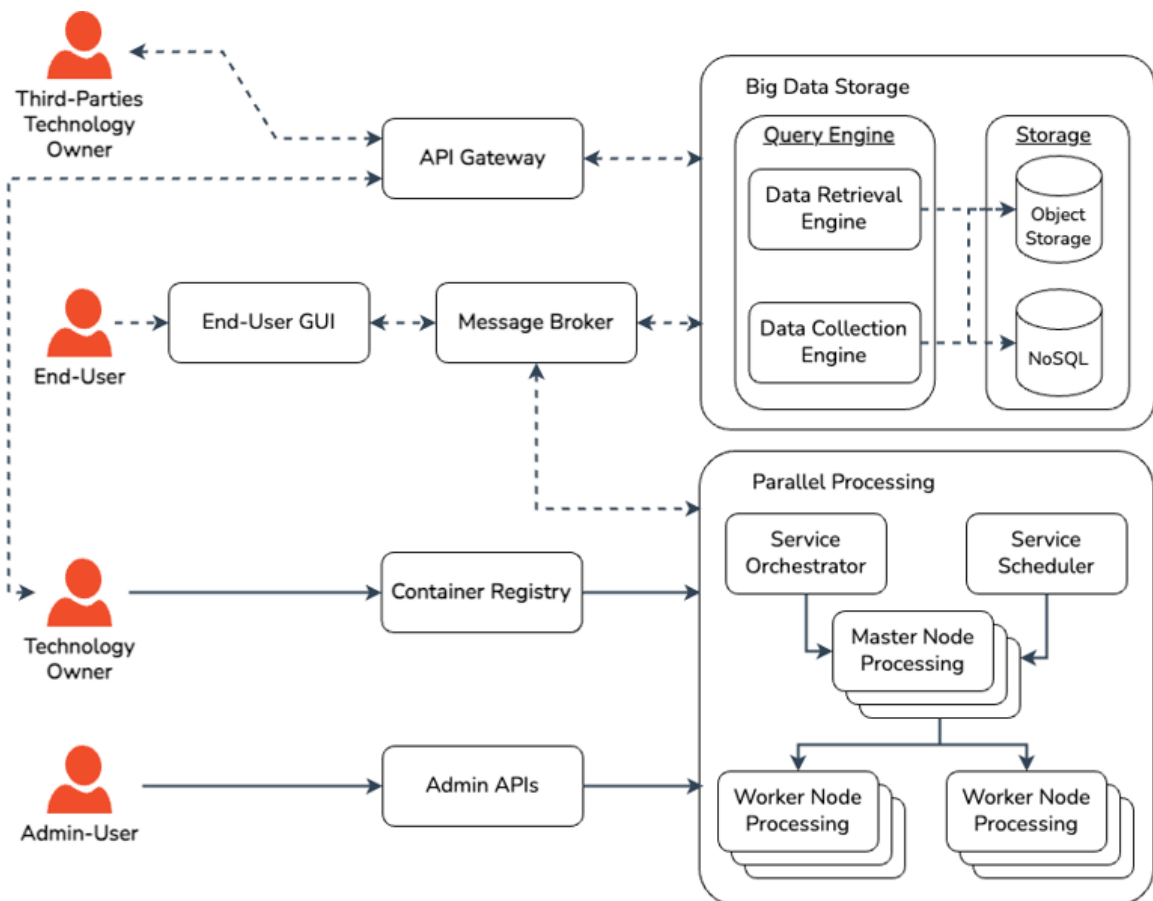 Third-Parties
Technology
Owner
API Gateway
Big Data Storage
Query Engine
Data Retrieval
Engine
Data Collection
Engine
Storage
Object
Storage
NoSQL
End-User
End-User GUI
Message Broker
Technology
Owner
Container Registry
Parallel Processing
Service
Orchestrator
Service
Scheduler
Master Node
Processing
Worker Node
Processing
Worker Node
Processing
Admin-User
Admin APIs